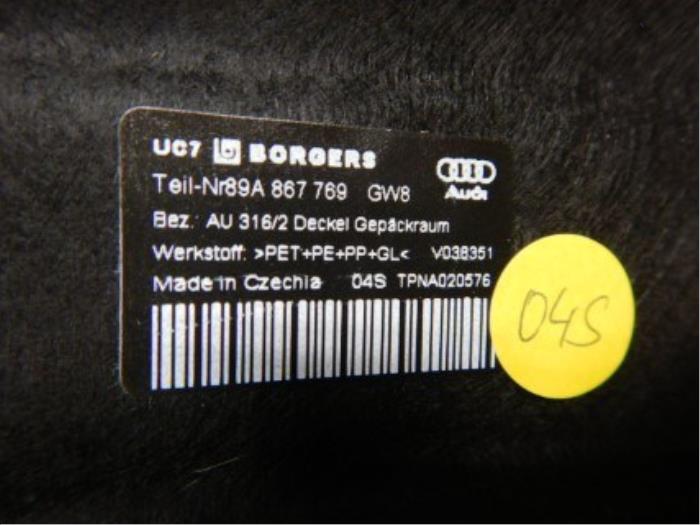 UC7 BORGERS
Audi
Teil-Nr89A 867 769 GW8
Bez.: AU 316/2 Deckel Gepäckraum
Werkstoff: >PET+PE+PP+GL< V038351
Made in Czechia 04S TPNA020576
04S